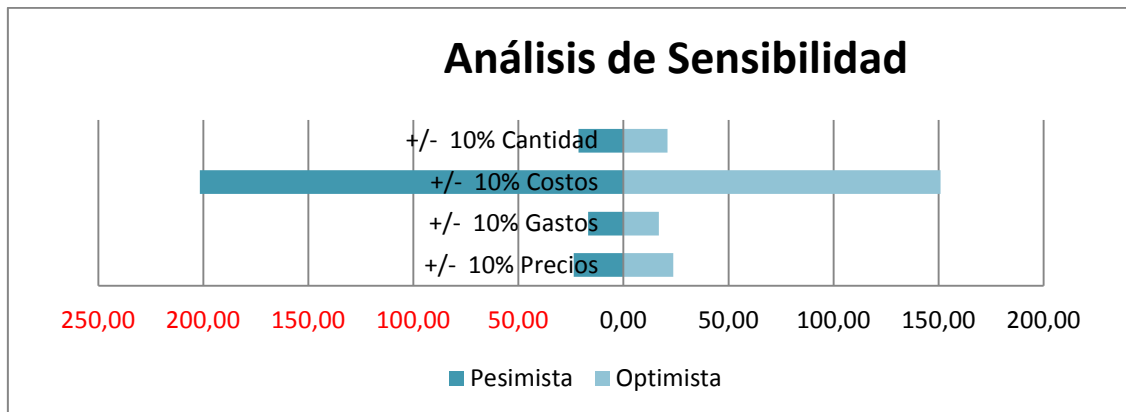 Análisis de Sensibilidad
+/- 10% Cantidad
+/- 10% Costos
+/- 10% Gastos
+/- 10% Precios
250,00 200,00 150,00 100,00 50,00 0,00 50,00 100,00 150,00 200,00
Pesimista Optimista